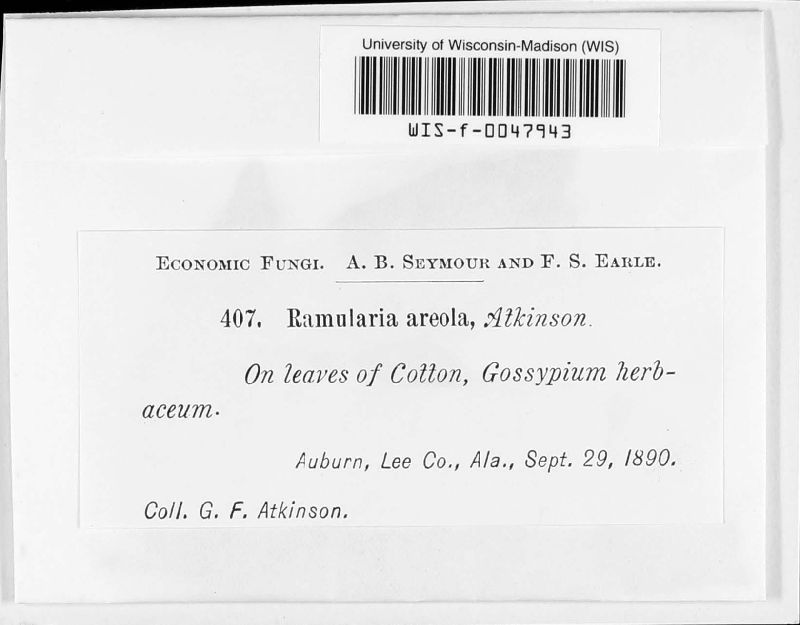 University of Wisconsin-Madison (WIS)
WIS-f-0047943
Economic Fungi. A. B. Seymour and F. S. Earle.
407. Ramularia areola, Atkinson.
On leaves of Cotton, Gossypium herb-
aceum.
Auburn, Lee Co., Ala., Sept. 29, 1890.
Coll. G. F. Atkinson.